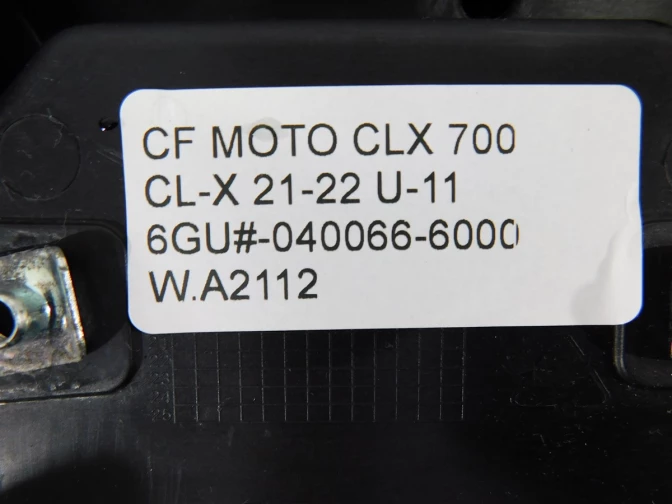 CF MOTO CLX 700
CL-X 21-22 U-11
6GU#-040066-6000
W.A2112